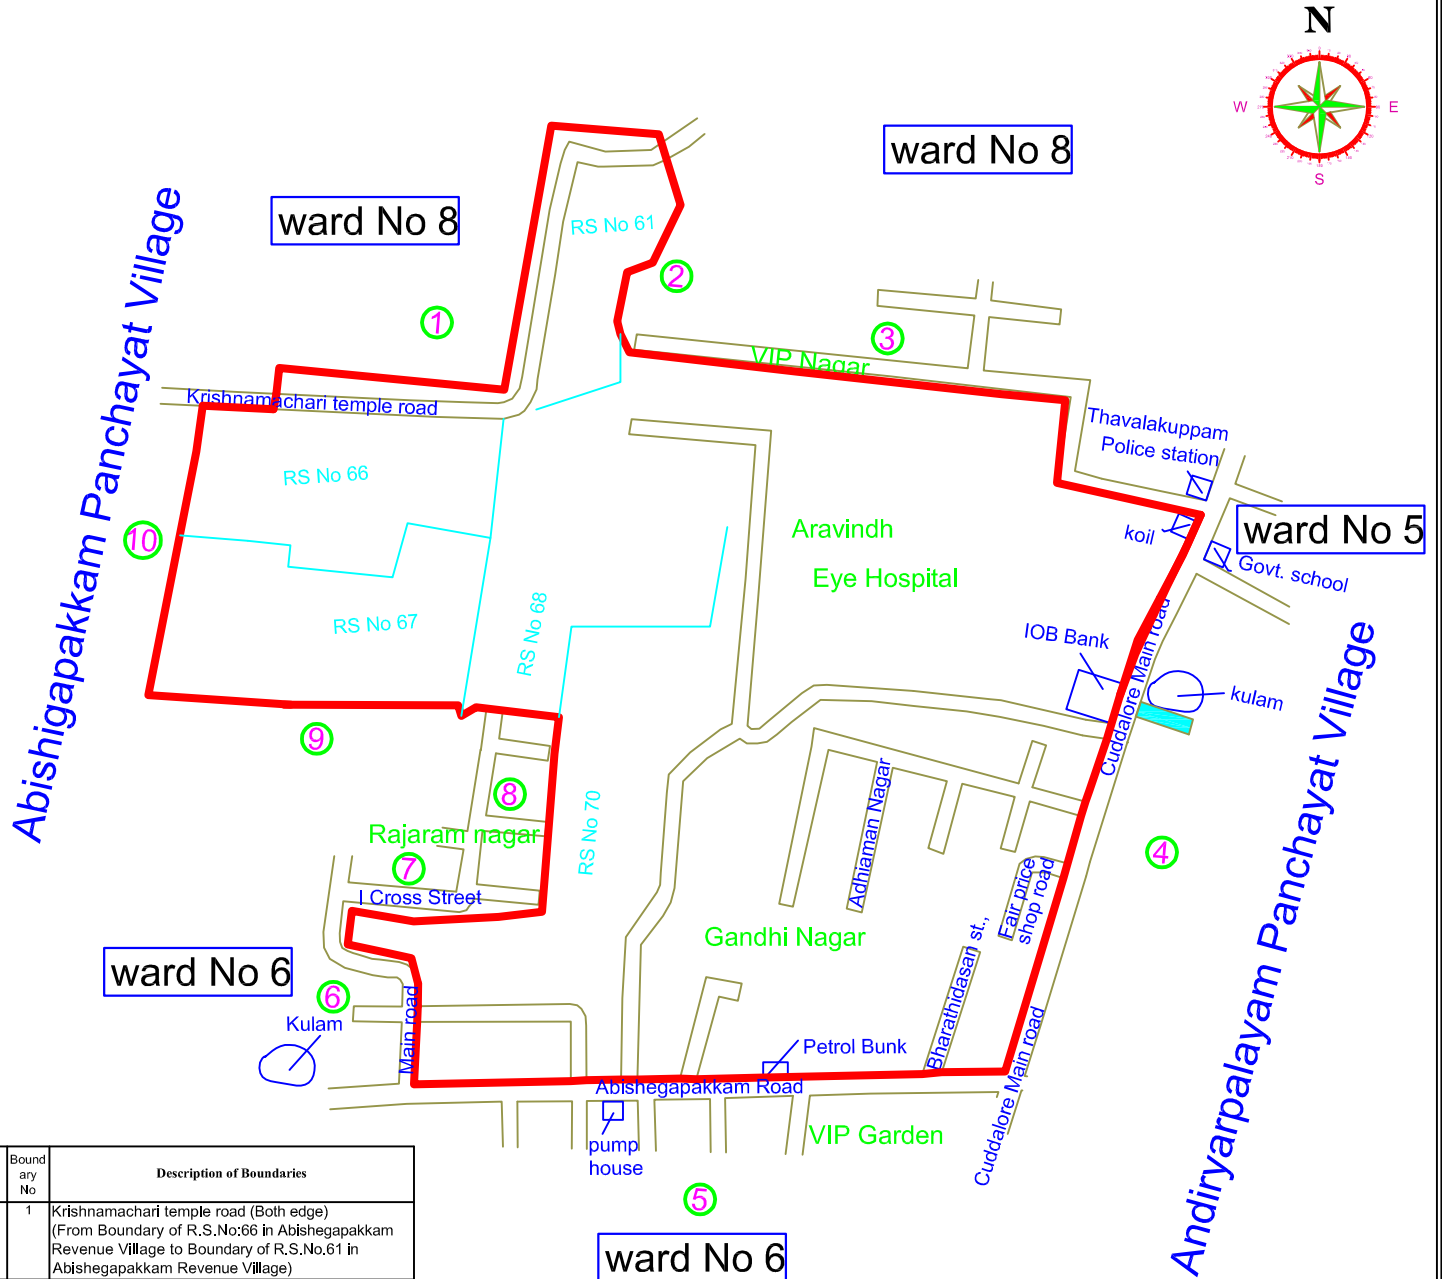 N
W
E
S
ward No 8
ward No 8
Abishigapakkam Panchayat Village
RS No 61
2
1
3
VIP Nagar
Krishnamachari temple road
Thavalakuppam
Police station
RS No 66
ward No 5
koil
Aravindh
Eye Hospital
10
Govt. school
RS No 67
RS No 68
IOB Bank
Cuddalore Main road
kulam
Andiryarpalayam Panchayat Village
9
8
RS No 70
Rajaram nagar
7
I Cross Street
Adhiaman Nagar
4
Fair price
shop road
Gandhi Nagar
Bharathidasan st.,
ward No 6
6
Kulam
Main road
Petrol Bunk
Abishegapakkam Road
Cuddalore Main road
pump
house
VIP Garden
5
ward No 6
Bound
ary
No
Description of Boundaries
1
Krishnamachari temple road (Both edge)
(From Boundary of R.S.No:66 in Abishegapakkam
Revenue Village to Boundary of R.S.No.61 in
Abishegapakkam Revenue Village)